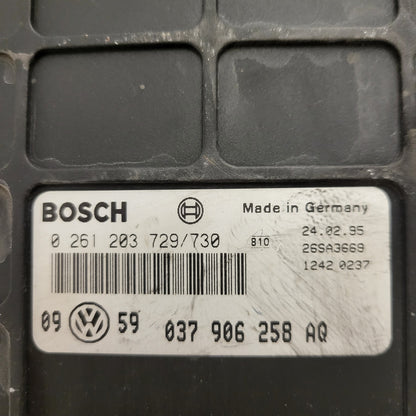 BOSCH Made in Germany
0 261 203 729/730 B10 24.02.95
26SA3669
1242 0237
09 VW 59 037 906 258 AQ